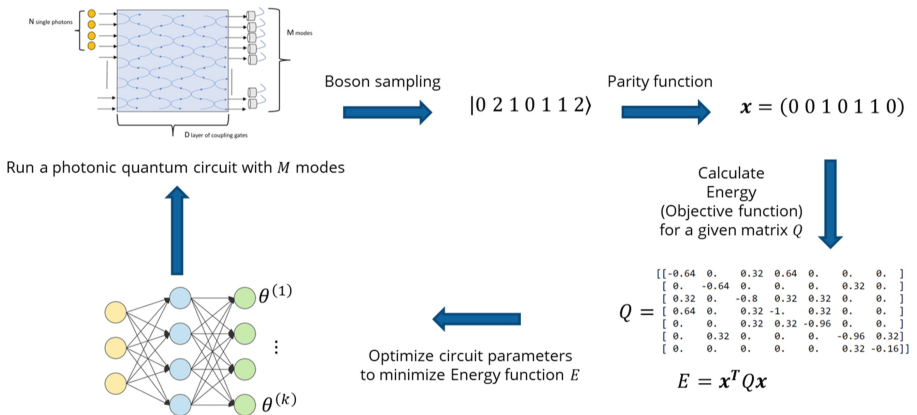 N single photons
M modes
D layer of coupling gates
Run a photonic quantum circuit with M modes
Boson sampling
|0 2 1 0 1 1 2⟩
Parity function
x = (0 0 1 0 1 1 0)
Calculate
Energy
(Objective function)
for a given matrix Q
Q =
[[-0.64 0. 0.32 0.64 0. 0. 0. ]
[ 0. -0.64 0. 0. 0. 0.32 0. ]
[ 0.32 0. -0.8 0.32 0.32 0. 0. ]
[ 0.64 0. 0.32 -1. 0.32 0. 0. ]
[ 0. 0. 0.32 0.32 -0.96 0. 0. ]
[ 0. 0.32 0. 0. 0. -0.96 0.32]
[ 0. 0. 0. 0. 0. 0.32 -0.16]]
E = xᵀQx
Optimize circuit parameters
to minimize Energy function E
θ⁽¹⁾
⋮
θ⁽ᵏ⁾